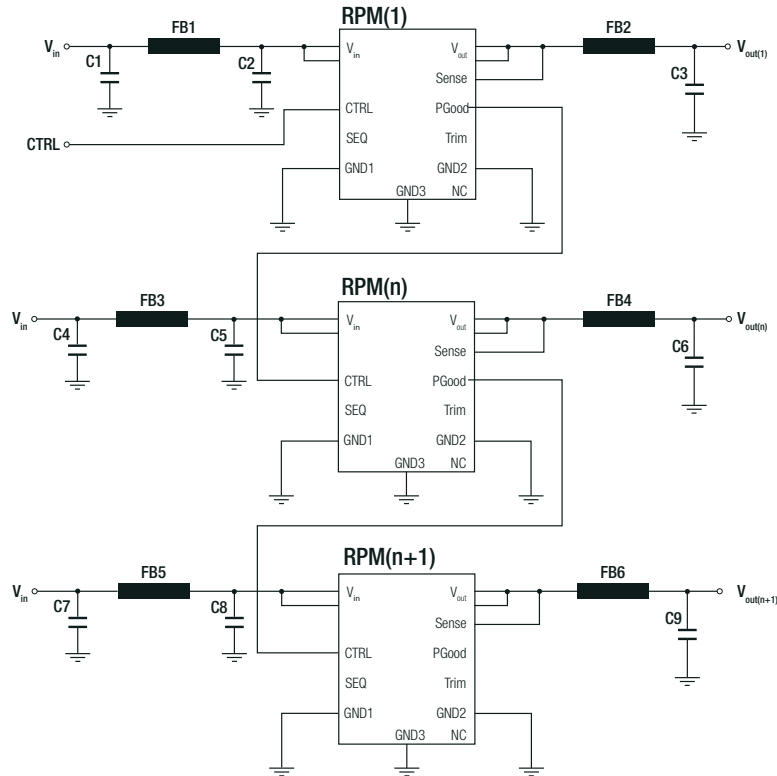 RPM(1)
FB1
FB2
Vin
C1
C2
Vin
Vout
Vout(1)
Sense
C3
CTRL
PGood
CTRL
SEQ
Trim
GND1
GND2
GND3
NC
RPM(n)
FB3
FB4
Vin
C4
C5
Vin
Vout
Vout(n)
Sense
C6
CTRL
PGood
SEQ
Trim
GND1
GND2
GND3
NC
RPM(n+1)
FB5
FB6
Vin
C7
C8
Vin
Vout
Vout(n+1)
Sense
C9
CTRL
PGood
SEQ
Trim
GND1
GND2
GND3
NC